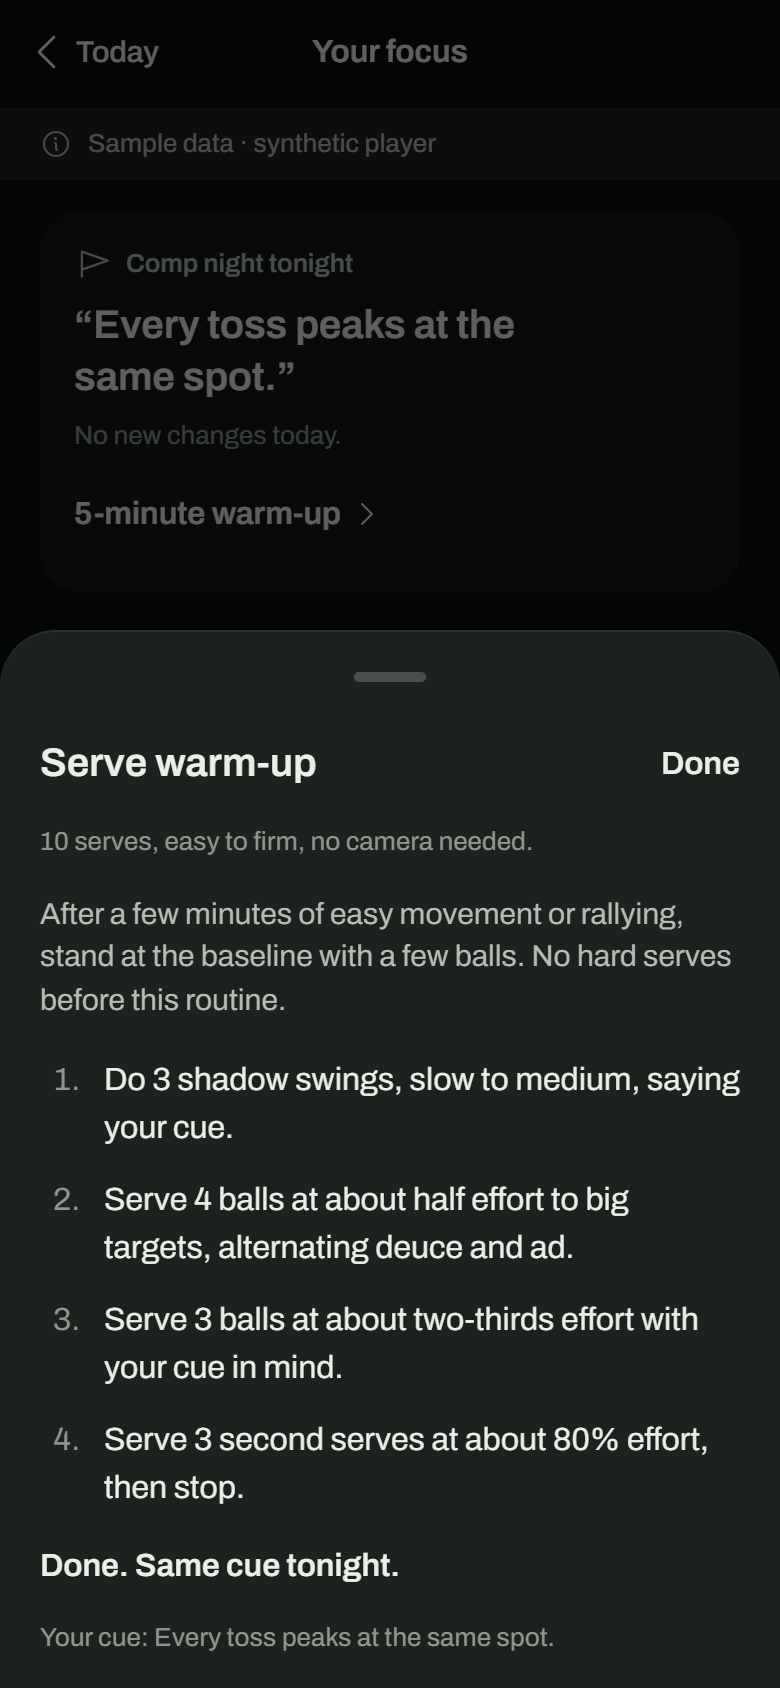 Today
Your focus
Sample data · synthetic player
Comp night tonight
“Every toss peaks at the
same spot.”
No new changes today.
5-minute warm-up
Serve warm-up
Done
10 serves, easy to firm, no camera needed.
After a few minutes of easy movement or rallying,
stand at the baseline with a few balls. No hard serves
before this routine.
1. Do 3 shadow swings, slow to medium, saying
your cue.
2. Serve 4 balls at about half effort to big
targets, alternating deuce and ad.
3. Serve 3 balls at about two-thirds effort with
your cue in mind.
4. Serve 3 second serves at about 80% effort,
then stop.
Done. Same cue tonight.
Your cue: Every toss peaks at the same spot.